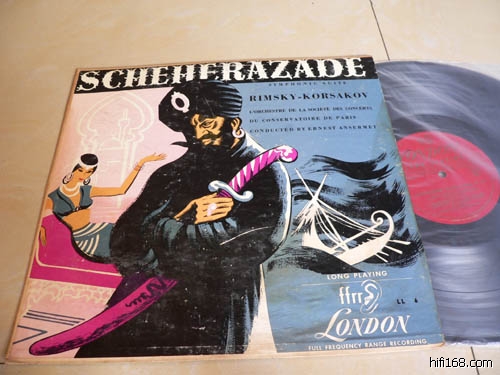 SCHEHERAZADE
SYMPHONIC SUITE
RIMSKY-KORSAKOV
L'ORCHESTRE DE LA SOCIETE DES CONCERTS
DU CONSERVATOIRE DE PARIS
CONDUCTED BY ERNEST ANSERMET
LONG PLAYING
ffrr
LL 6
LONDON
FULL FREQUENCY RANGE RECORDING
hifi168.com